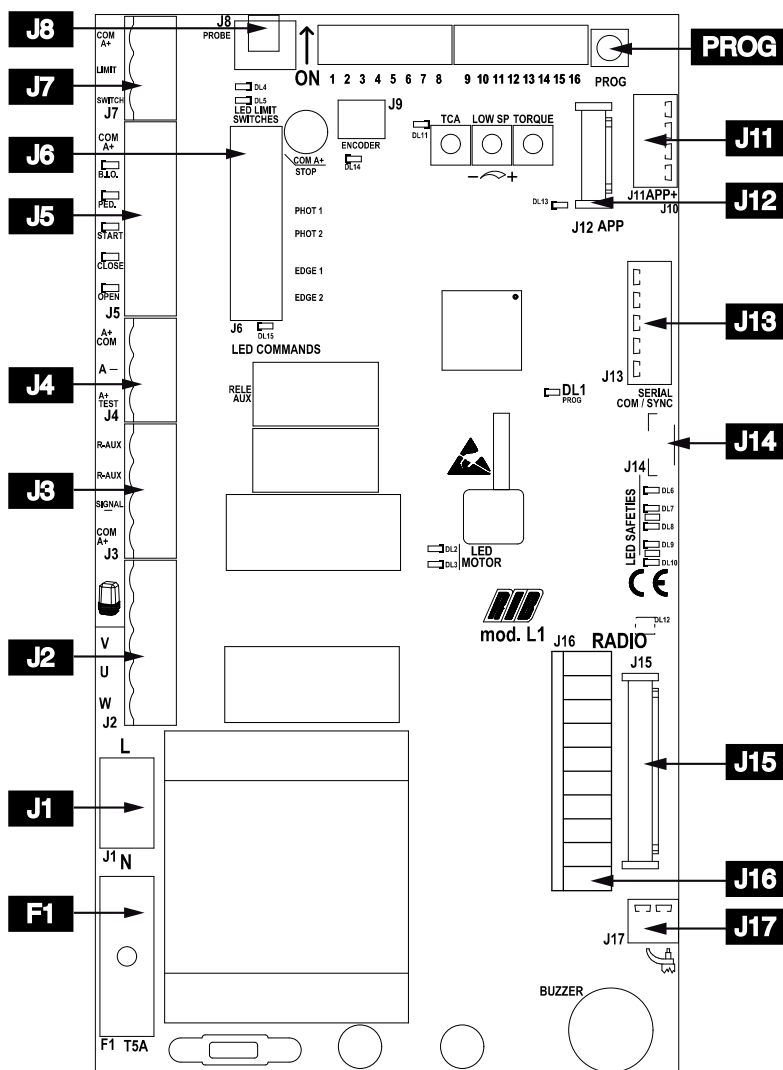 J8
J7
J6
J5
J4
J3
J2
J1
F1
PROG
J11
J12
J13
J14
J15
J16
J17
COM
A+
LIMIT
SWITCH
J7
COM
A+
B.I.O.
PED.
START
CLOSE
OPEN
J5
A+
COM
A –
A+
TEST
J4
R-AUX
R-AUX
SIGNAL
COM
A+
J3
V
U
W
J2
L
J1
N
F1 T5A
J8
PROBE
ON
1 2 3 4 5 6 7 8 9 10 11 12 13 14 15 16
PROG
DL4
DL5
LED LIMIT
SWITCHES
COM A+
STOP
J9
ENCODER
DL14
DL11
TCA LOW SP TORQUE
– +
DL13
J12 APP
J11 APP+
J10
PHOT 1
PHOT 2
EDGE 1
EDGE 2
J6
DL15
LED COMMANDS
RELE
AUX
DL1
PROG
J13
SERIAL
COM / SYNC
J14
LED SAFETIES
DL6
DL7
DL8
DL9
DL10
CE
DL2
DL3
LED
MOTOR
mod. L1
DL12
J16 RADIO
J15
J17
BUZZER